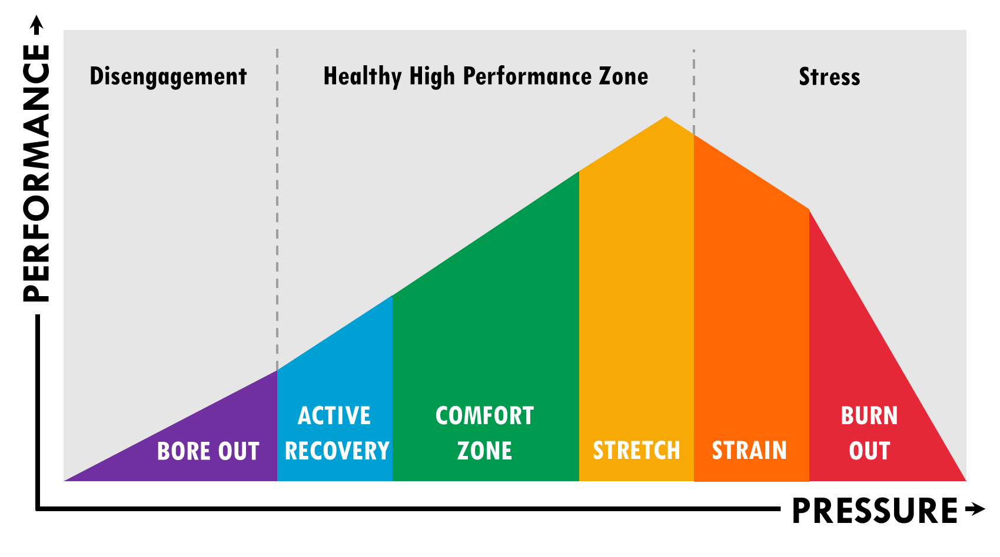 PERFORMANCE
Disengagement
Healthy High Performance Zone
Stress
BORE OUT
ACTIVE
RECOVERY
COMFORT
ZONE
STRETCH
STRAIN
BURN
OUT
PRESSURE